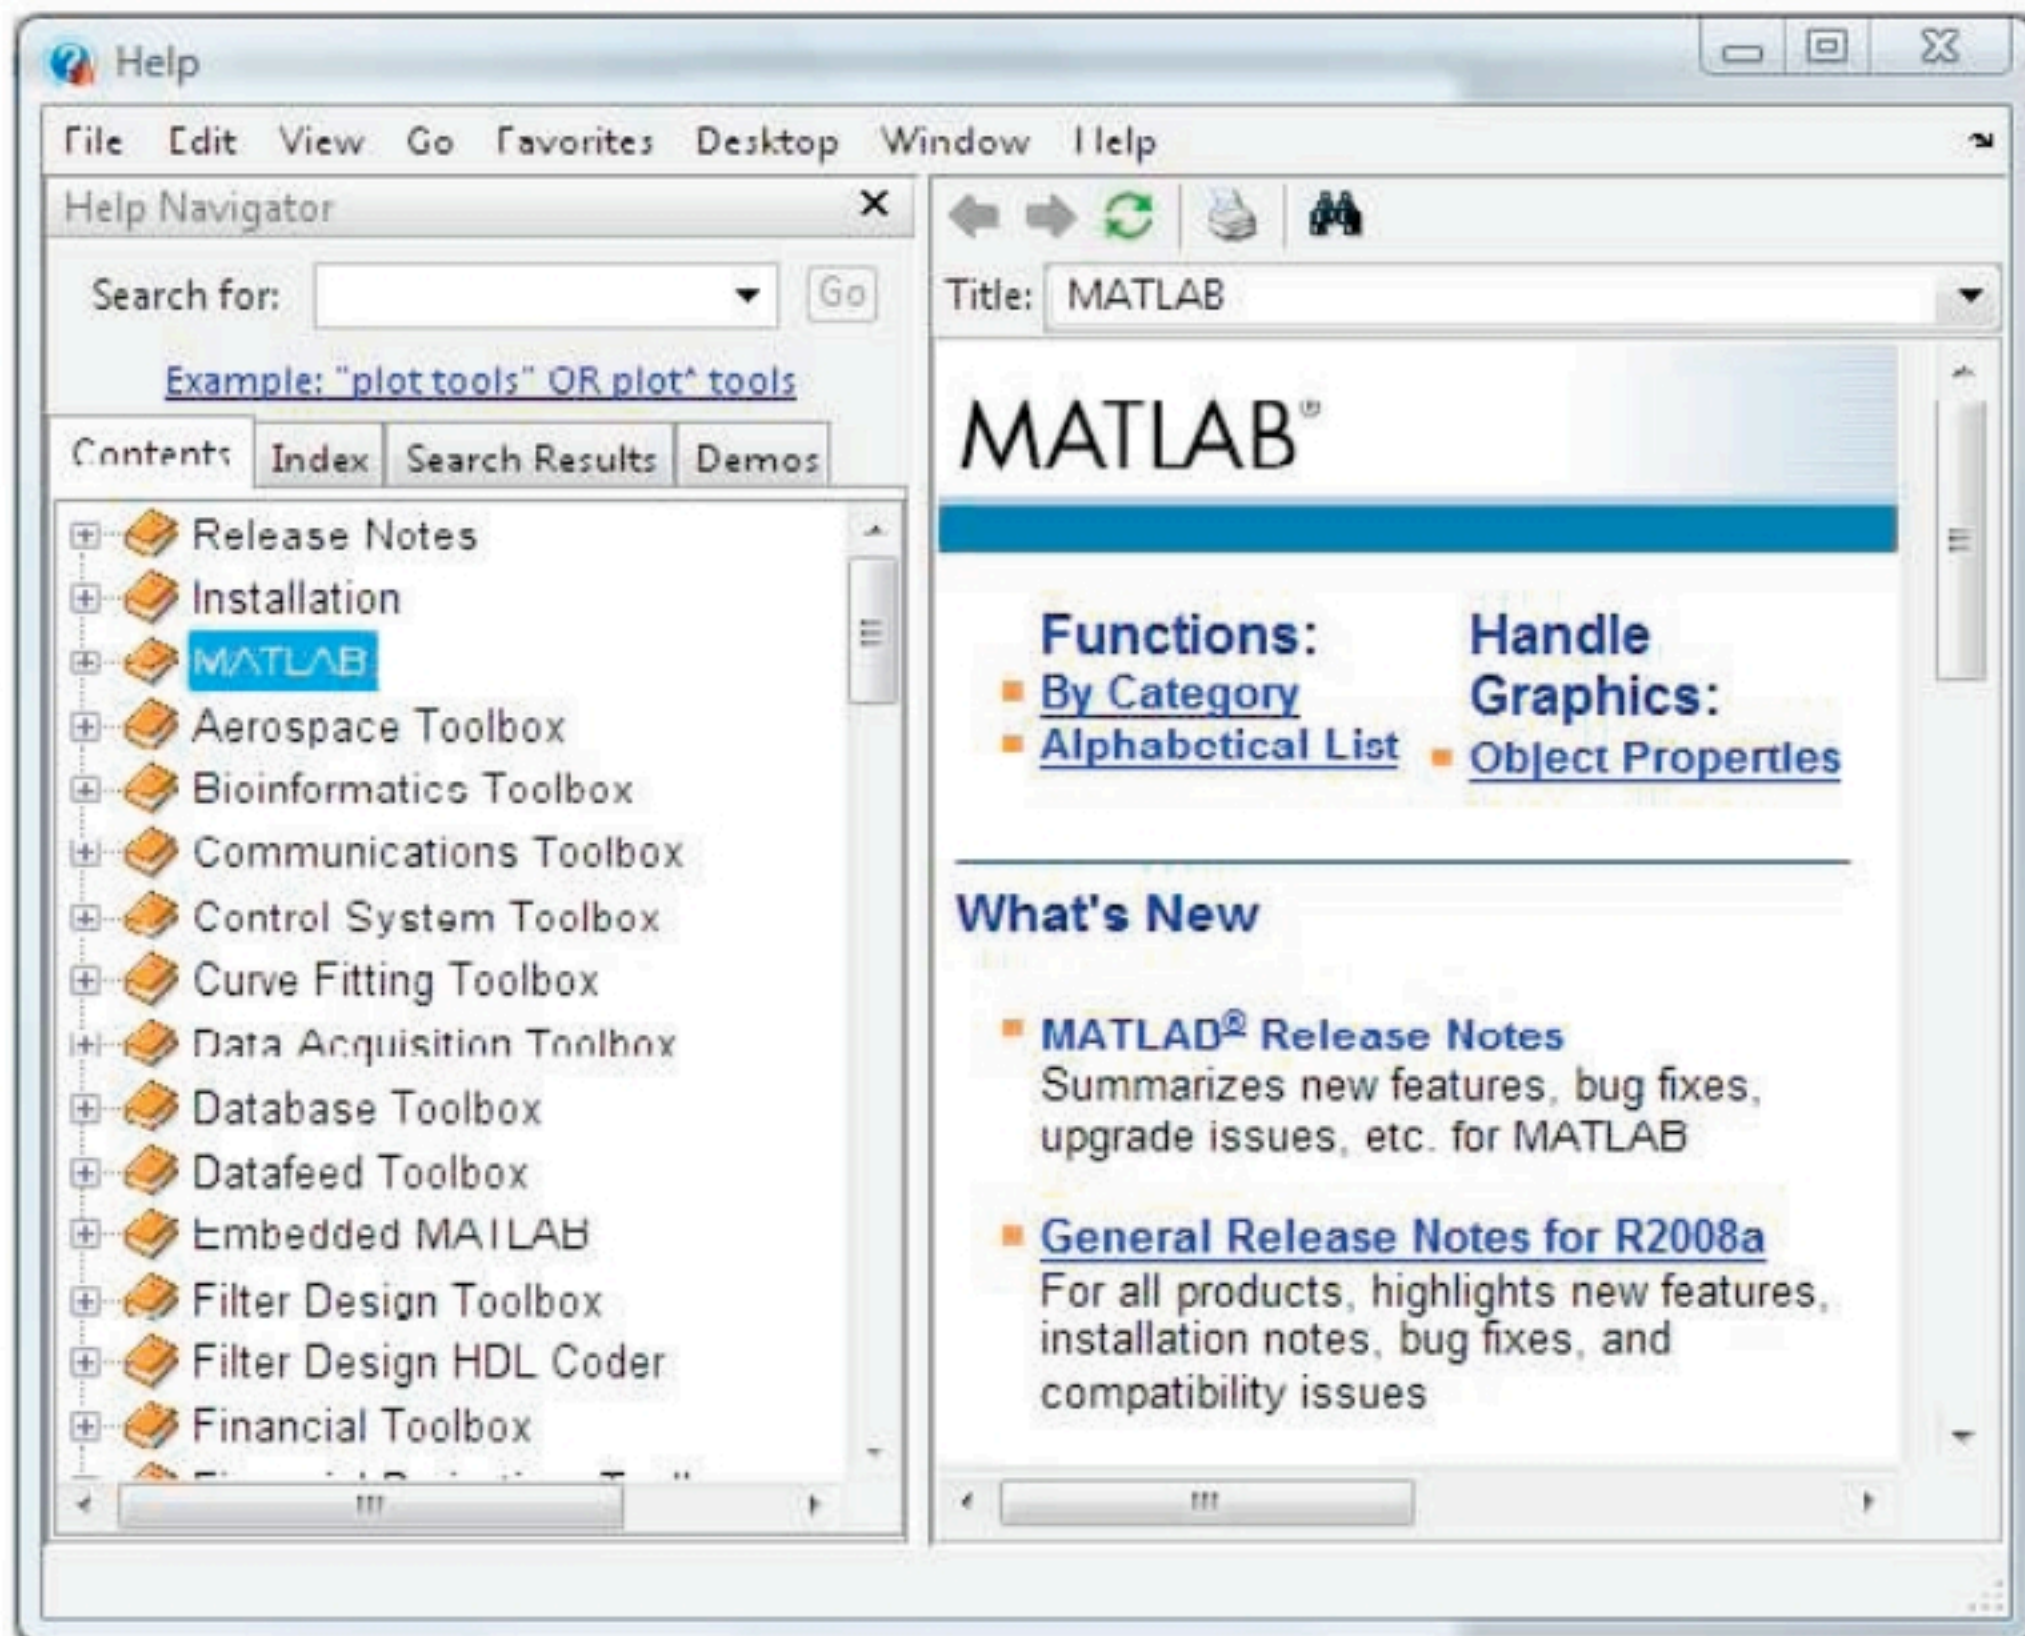 Help
File Edit View Go Favorites Desktop Window Help
Help Navigator
Search for: Go
Example: "plot tools" OR plot* tools
Contents Index Search Results Demos
Release Notes
Installation
MATLAB
Aerospace Toolbox
Bioinformatics Toolbox
Communications Toolbox
Control System Toolbox
Curve Fitting Toolbox
Data Acquisition Toolbox
Database Toolbox
Datafeed Toolbox
Embedded MATLAB
Filter Design Toolbox
Filter Design HDL Coder
Financial Toolbox
Title: MATLAB
MATLAB®
Functions:
By Category
Alphabetical List
Handle
Graphics:
Object Properties
What's New
MATLAB® Release Notes
Summarizes new features, bug fixes,
upgrade issues, etc. for MATLAB
General Release Notes for R2008a
For all products, highlights new features,
installation notes, bug fixes, and
compatibility issues